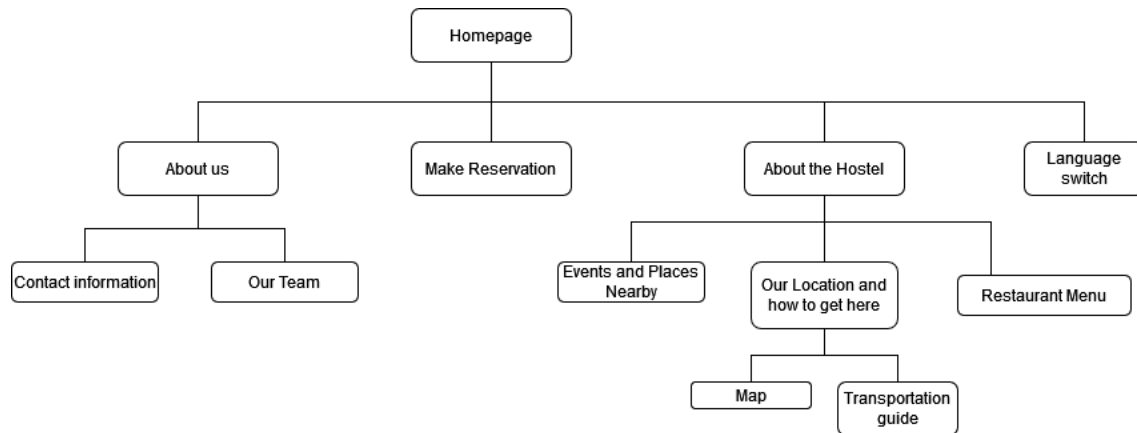 Homepage
About us
Make Reservation
About the Hostel
Language
switch
Contact information
Our Team
Events and Places
Nearby
Our Location and
how to get here
Restaurant Menu
Map
Transportation
guide